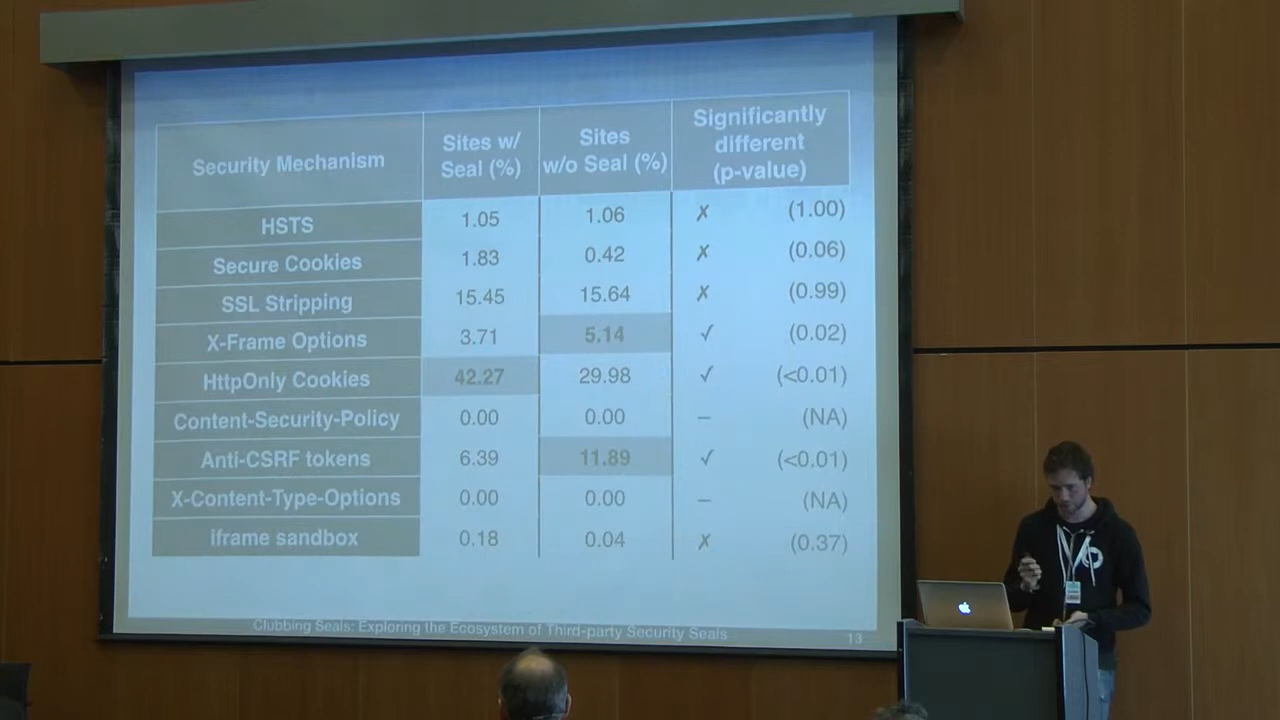 Security Mechanism
Sites w/
Seal (%)
Sites
w/o Seal (%)
Significantly
different
(p-value)
HSTS 1.05 1.06 ✗ (1.00)
Secure Cookies 1.83 0.42 ✗ (0.06)
SSL Stripping 15.45 15.64 ✗ (0.99)
X-Frame Options 3.71 5.14 ✓ (0.02)
HttpOnly Cookies 42.27 29.98 ✓ (<0.01)
Content-Security-Policy 0.00 0.00 – (NA)
Anti-CSRF tokens 6.39 11.89 ✓ (<0.01)
X-Content-Type-Options 0.00 0.00 – (NA)
iframe sandbox 0.18 0.04 ✗ (0.37)
Clubbing Seals: Exploring the Ecosystem of Third-party Security Seals 13